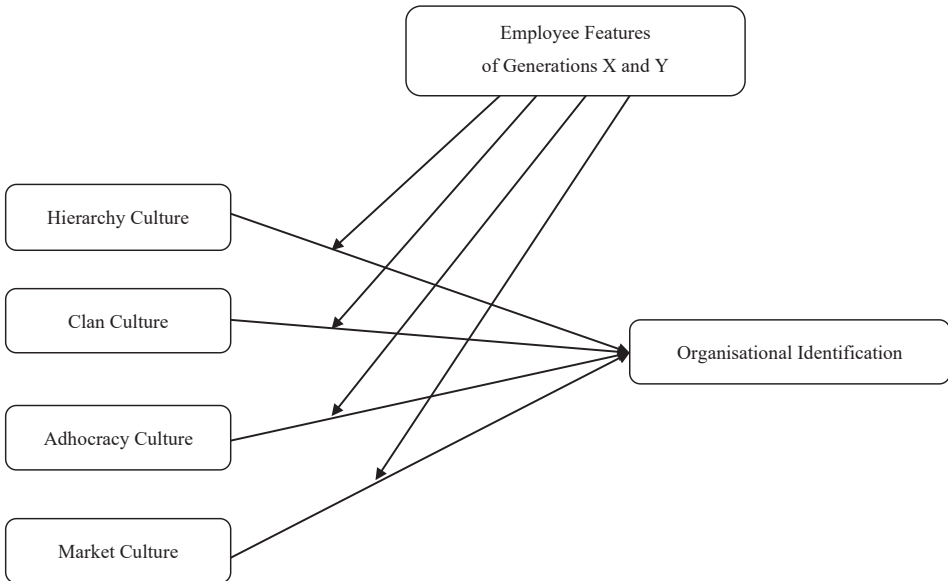 Employee Features
of Generations X and Y
Hierarchy Culture
Clan Culture
Organisational Identification
Adhocracy Culture
Market Culture